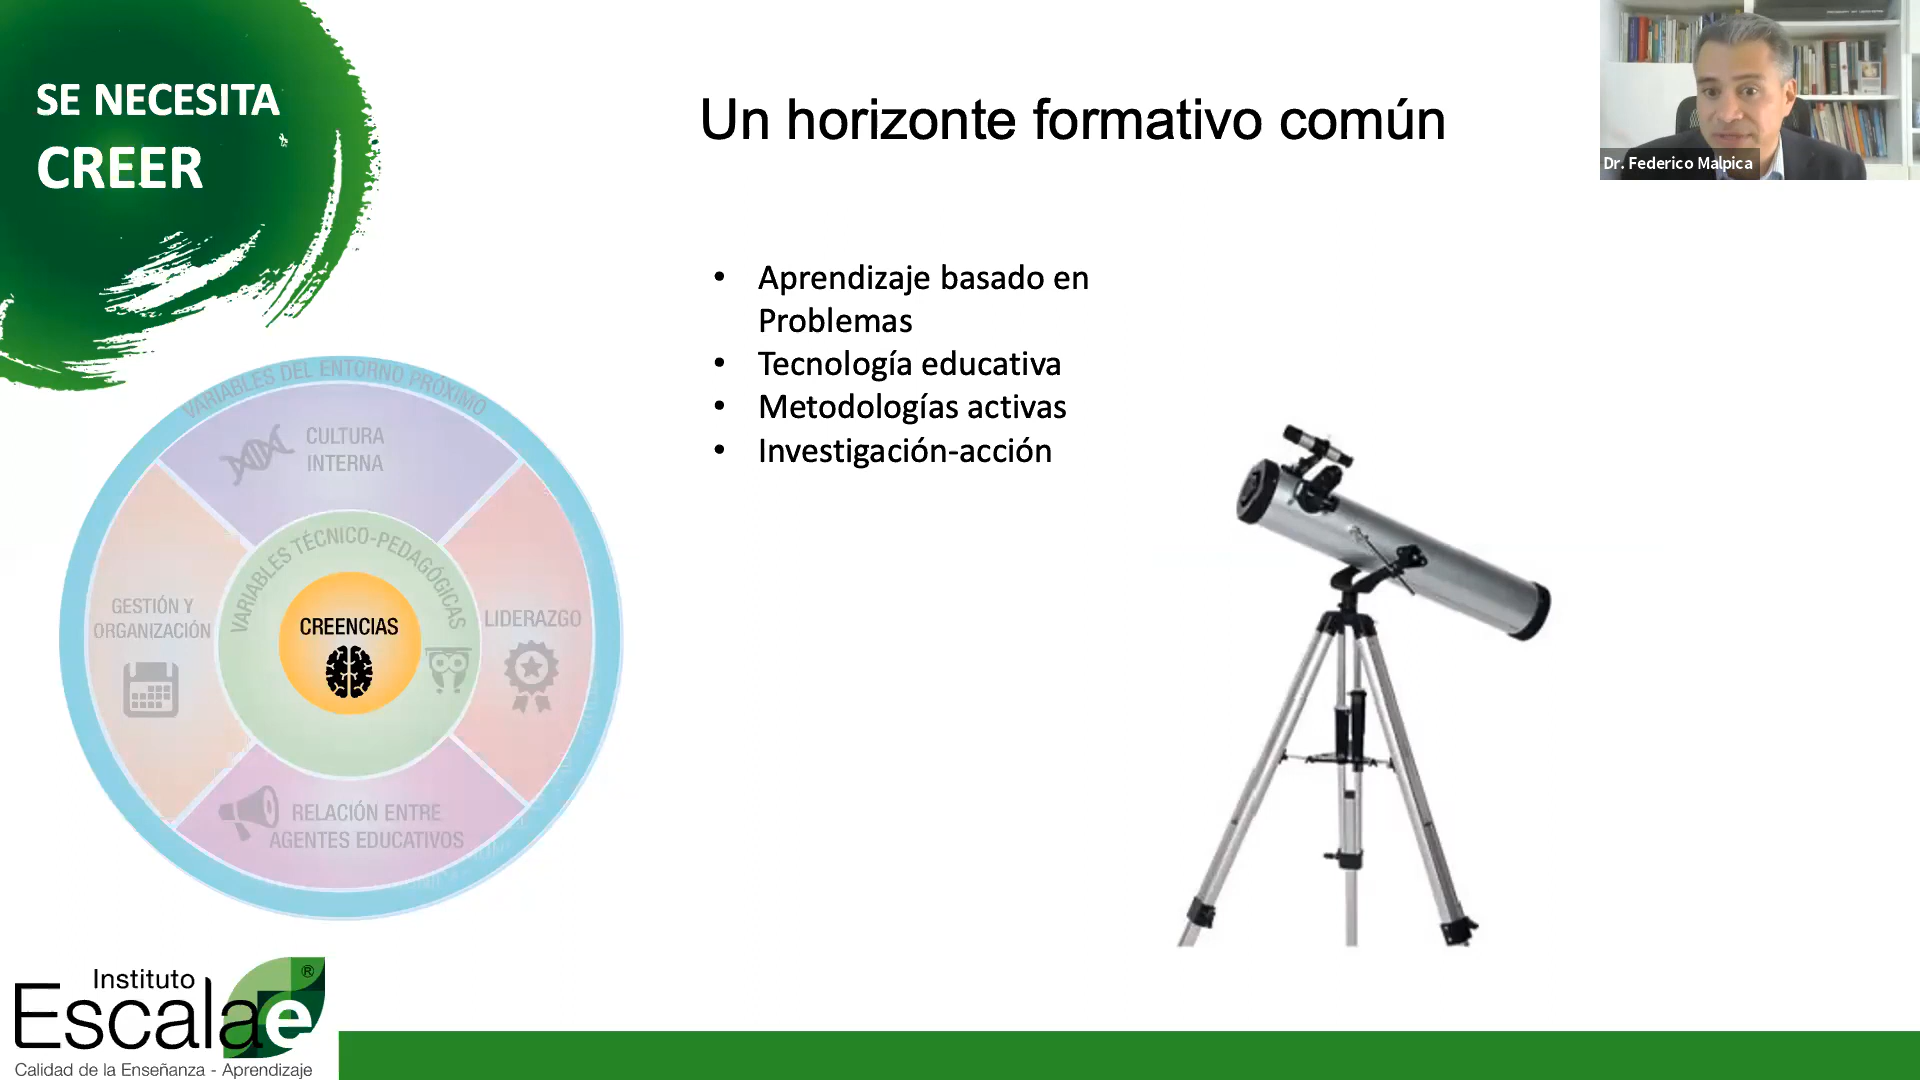 SE NECESITA
CREER
Un horizonte formativo común
Dr. Federico Malpica
• Aprendizaje basado en
Problemas
• Tecnología educativa
• Metodologías activas
• Investigación-acción
VARIABLES DEL ENTORNO PRÓXIMO
CULTURA
INTERNA
VARIABLES TÉCNICO-PEDAGÓGICAS
GESTIÓN Y
ORGANIZACIÓN
CREENCIAS
LIDERAZGO
RELACIÓN ENTRE
AGENTES EDUCATIVOS
Instituto
Escalae ®
Calidad de la Enseñanza - Aprendizaje